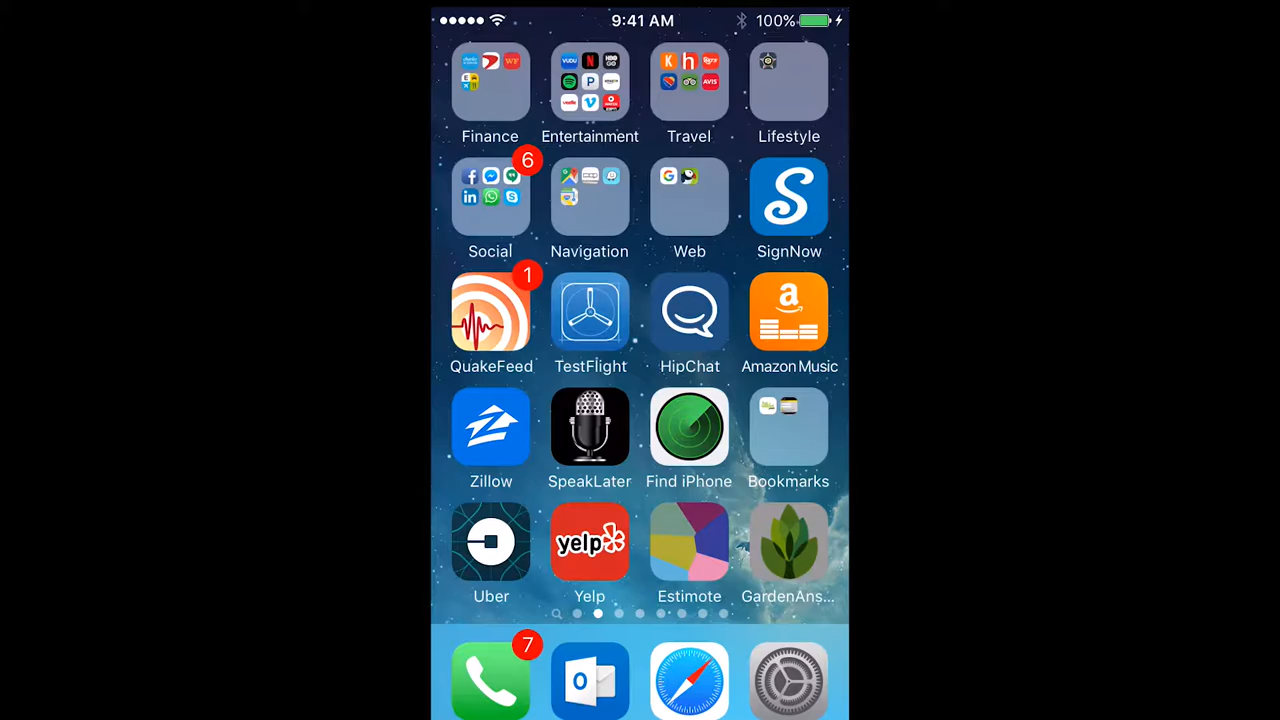 9:41 AM
100%
Finance
Entertainment
Travel
Lifestyle
6
Social
Navigation
Web
SignNow
1
QuakeFeed
TestFlight
HipChat
a
Amazon Music
Zillow
SpeakLater
Find iPhone
Bookmarks
yelp
Uber
Yelp
Estimote
GardenAns...
7
O